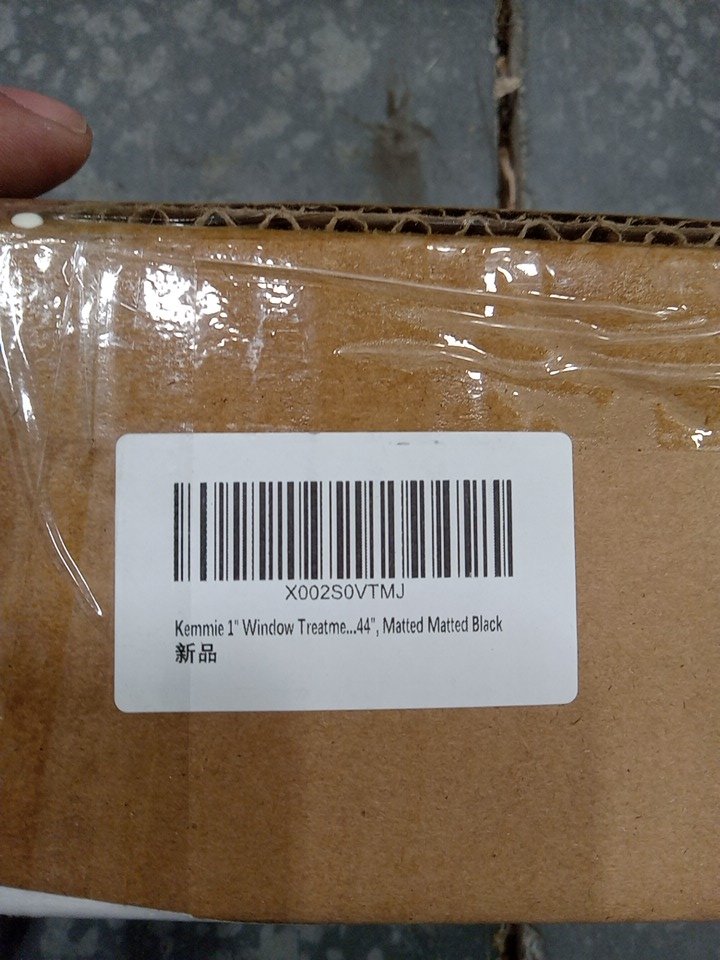 X002S0VTMJ
Kemmie 1" Window Treatme...44", Matted Matted Black
新品